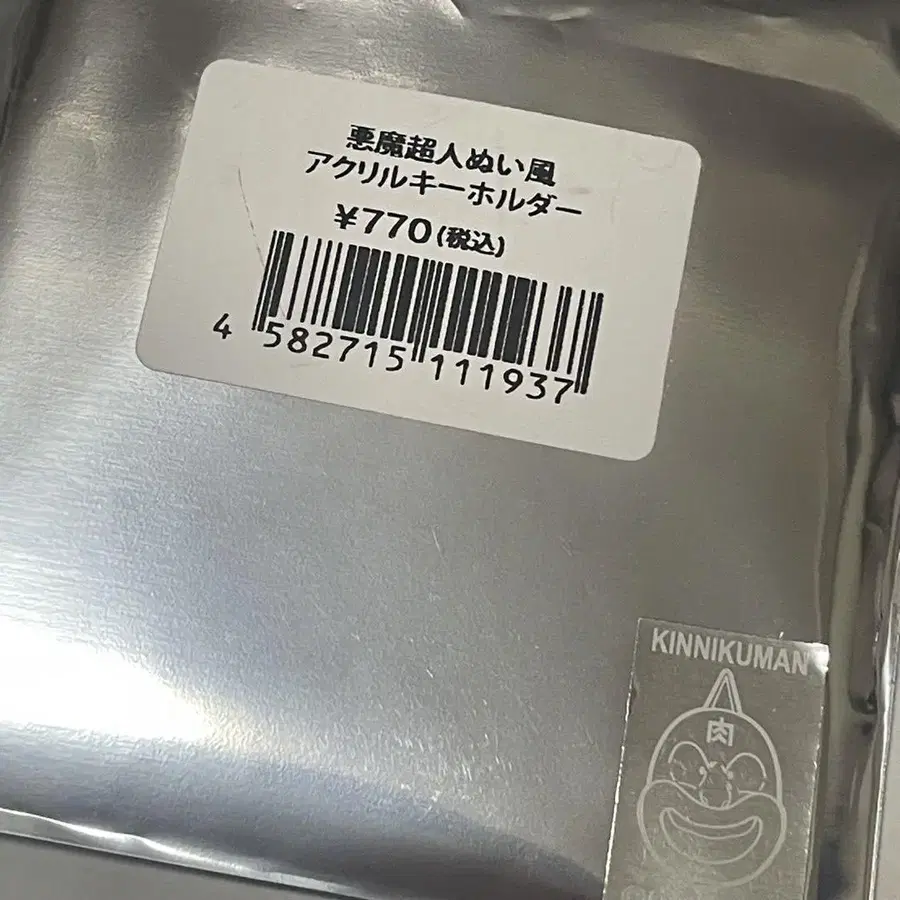 悪魔超人ぬい風
アクリルキーホルダー
¥770(税込)
4 582715 111937
KINNIKUMAN
肉